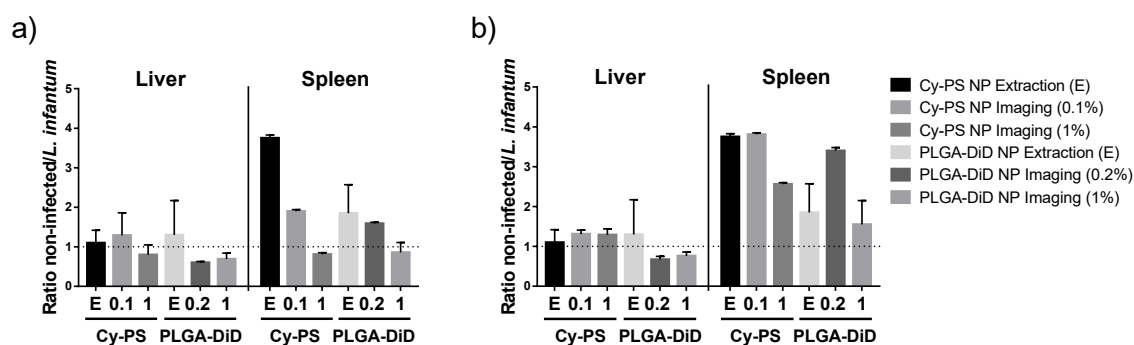 a)
Liver Spleen
Ratio non-infected/L. infantum
5
4
3
2
1
0
E 0.1 1 E 0.2 1 E 0.1 1 E 0.2 1
Cy-PS PLGA-DiD Cy-PS PLGA-DiD
b)
Liver Spleen
Ratio non-infected/L. infantum
5
4
3
2
1
0
E 0.1 1 E 0.2 1 E 0.1 1 E 0.2 1
Cy-PS PLGA-DiD Cy-PS PLGA-DiD
Cy-PS NP Extraction (E)
Cy-PS NP Imaging (0.1%)
Cy-PS NP Imaging (1%)
PLGA-DiD NP Extraction (E)
PLGA-DiD NP Imaging (0.2%)
PLGA-DiD NP Imaging (1%)